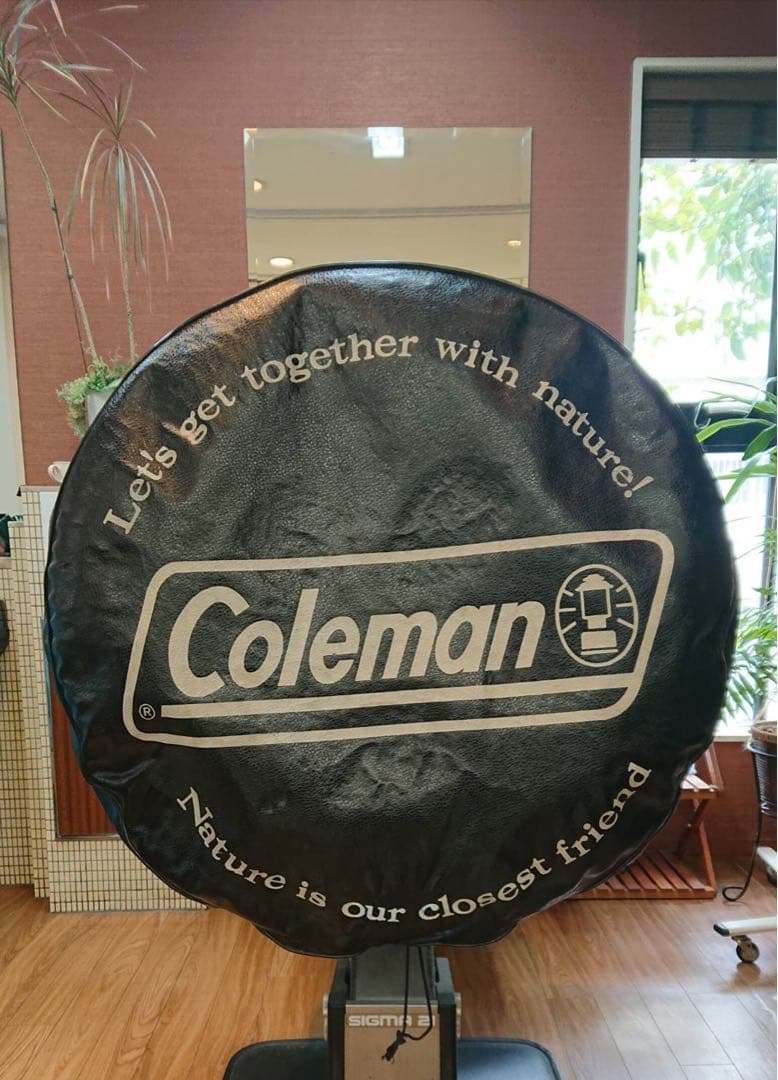 Let's get together with nature!
Coleman
®
Nature is our closest friend
SIGMA 21